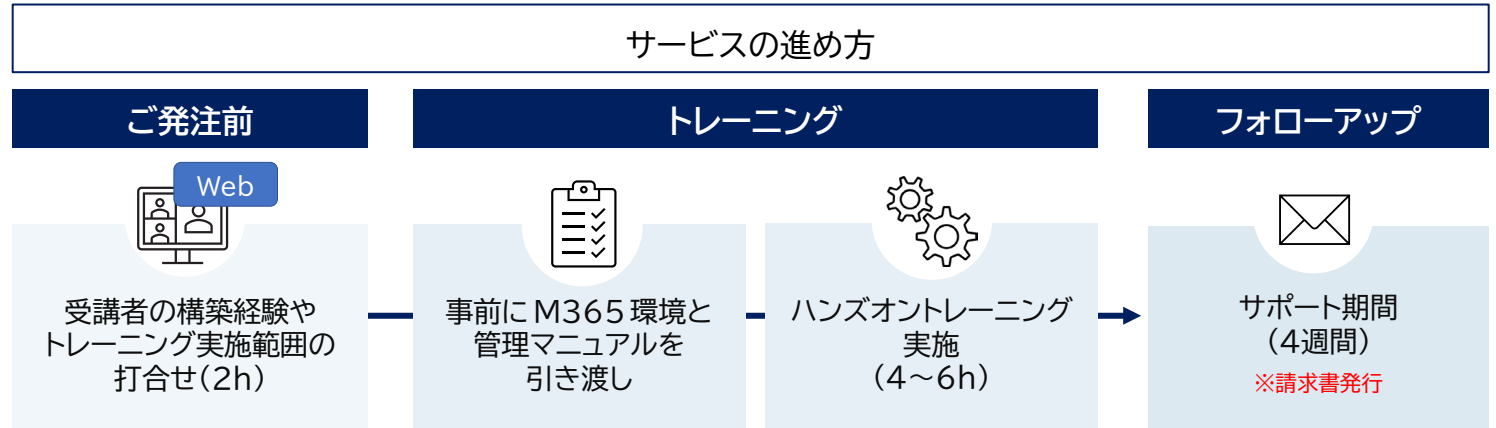 サービスの進め方
ご発注前
トレーニング
フォローアップ
Web
受講者の構築経験や
トレーニング実施範囲の
打合せ(2h)
事前にM365環境と
管理マニュアルを
引き渡し
ハンズオントレーニング
実施
(4～6h)
サポート期間
(4週間)
※請求書発行